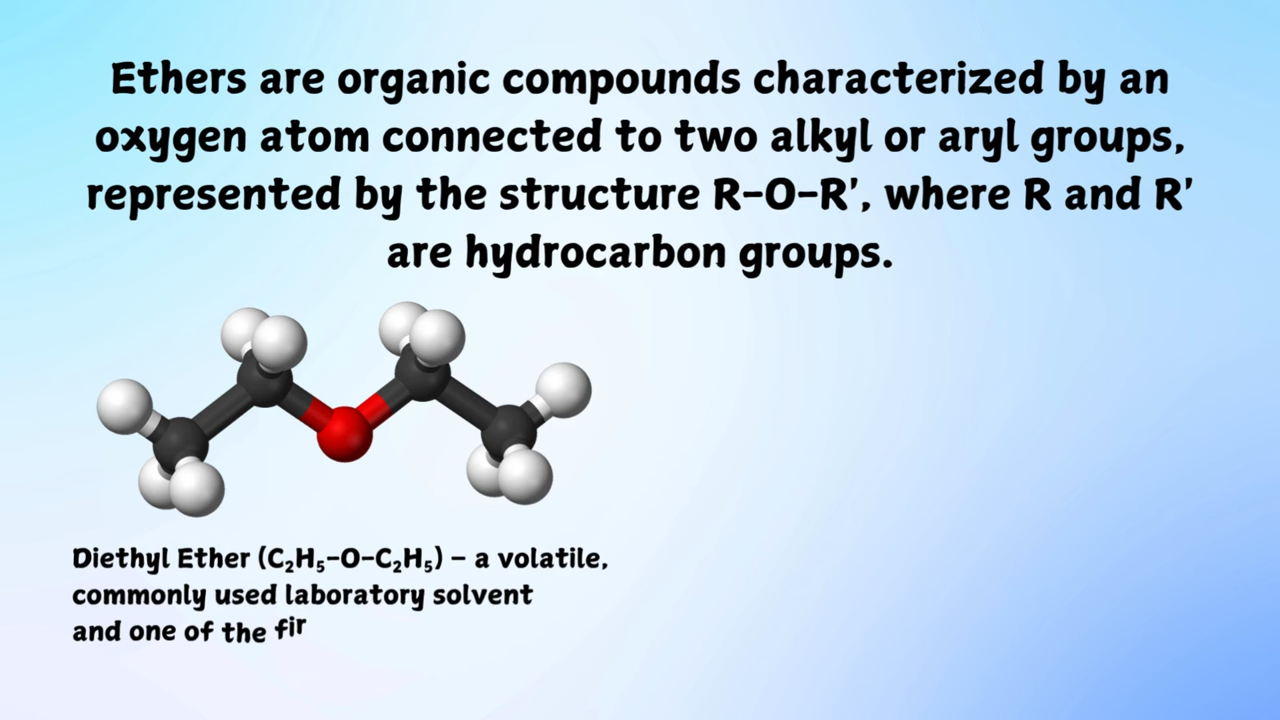 Ethers are organic compounds characterized by an
oxygen atom connected to two alkyl or aryl groups,
represented by the structure R–O–R′, where R and R′
are hydrocarbon groups.
Diethyl Ether (C₂H₅–O–C₂H₅) – a volatile,
commonly used laboratory solvent
and one of the fir